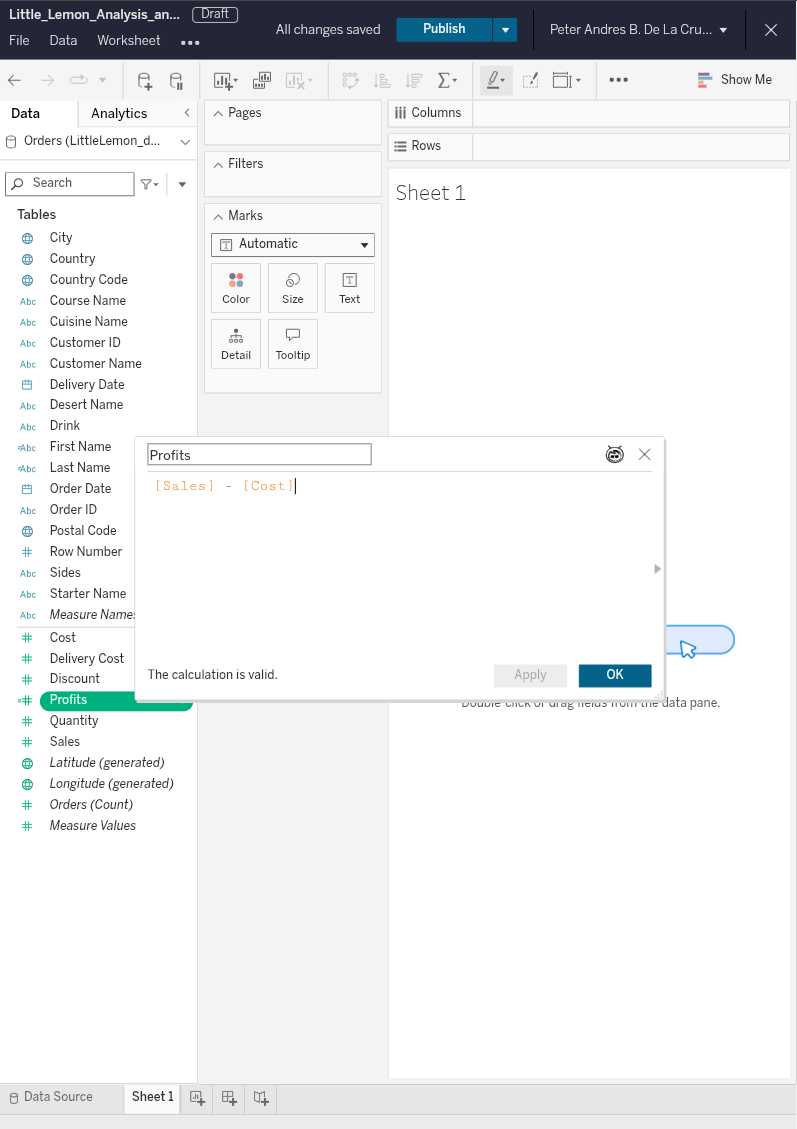 Little_Lemon_Analysis_an...
Draft
File
Data
Worksheet
All changes saved
Publish
Peter Andres B. De La Cru...
Show Me
Data
Analytics
Orders (LittleLemon_d...
Search
Tables
City
Country
Country Code
Abc Course Name
Abc Cuisine Name
Abc Customer ID
Abc Customer Name
Delivery Date
Abc Desert Name
Abc Drink
=Abc First Name
=Abc Last Name
Order Date
Abc Order ID
Postal Code
# Row Number
Abc Sides
Abc Starter Name
Abc Measure Names
# Cost
# Delivery Cost
# Discount
=# Profits
# Quantity
# Sales
Latitude (generated)
Longitude (generated)
# Orders (Count)
# Measure Values
Pages
Filters
Marks
Automatic
Color
Size
Text
Detail
Tooltip
Columns
Rows
Sheet 1
Profits
[Sales] - [Cost]
The calculation is valid.
Apply
OK
Double-click or drag fields from the data pane.
Data Source
Sheet 1